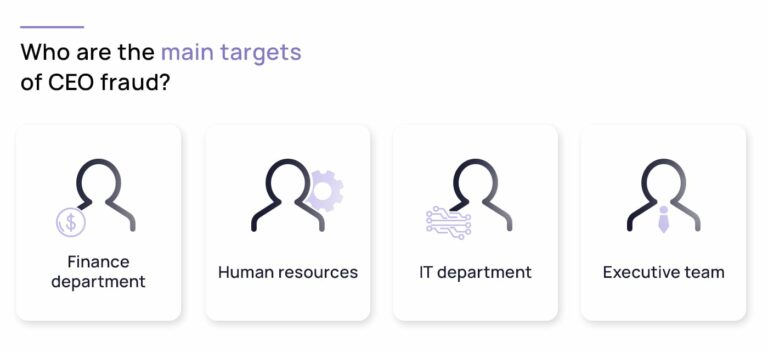 Who are the main targets
of CEO fraud?
$
Finance
department
Human resources
IT department
Executive team